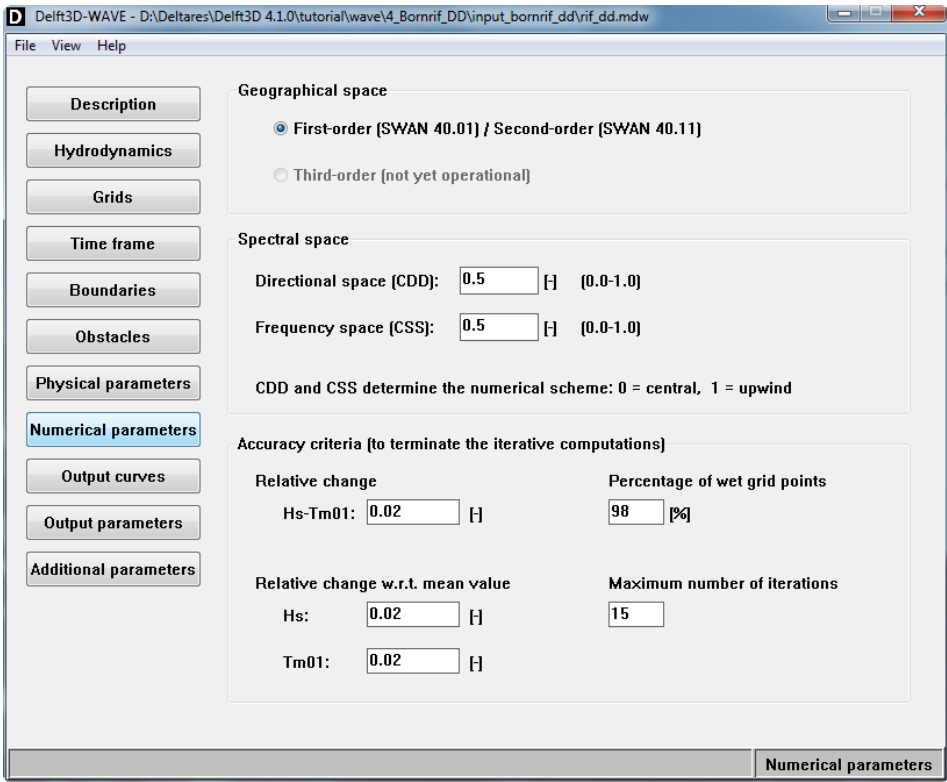 D Delft3D-WAVE - D:\Deltares\Delft3D 4.1.0\tutorial\wave\4_Bornrif_DD\input_bornrif_dd\rif_dd.mdw
File View Help
Description
Hydrodynamics
Grids
Time frame
Boundaries
Obstacles
Physical parameters
Numerical parameters
Output curves
Output parameters
Additional parameters
Geographical space
First-order (SWAN 40.01) / Second-order (SWAN 40.11)
Third-order (not yet operational)
Spectral space
Directional space (CDD): 0.5 [-] (0.0-1.0)
Frequency space (CSS): 0.5 [-] (0.0-1.0)
CDD and CSS determine the numerical scheme: 0 = central, 1 = upwind
Accuracy criteria (to terminate the iterative computations)
Relative change
Hs-Tm01: 0.02 [-]
Percentage of wet grid points
98 [%]
Relative change w.r.t. mean value
Hs: 0.02 [-]
Tm01: 0.02 [-]
Maximum number of iterations
15
Numerical parameters